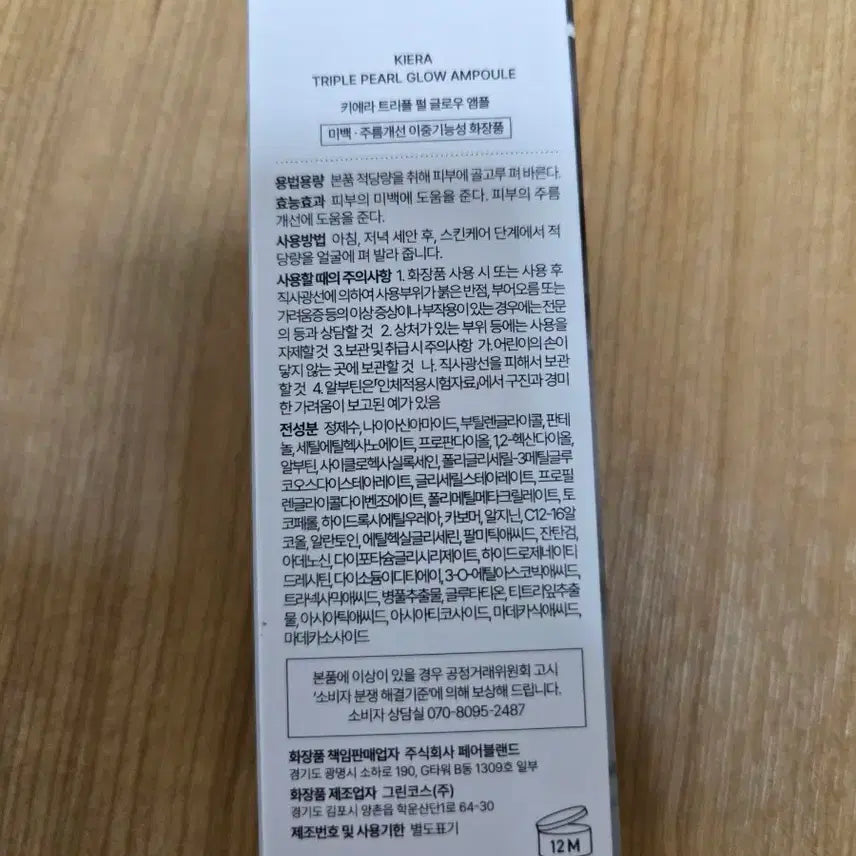 KIERA
TRIPLE PEARL GLOW AMPOULE
키에라 트리플 펄 글로우 앰플
미백 · 주름개선 이중기능성 화장품
용법용량 본품 적당량을 취해 피부에 골고루 펴 바른다.
효능효과 피부의 미백에 도움을 준다. 피부의 주름
개선에 도움을 준다.
사용방법 아침, 저녁 세안 후, 스킨케어 단계에서 적
당량을 얼굴에 펴 발라 줍니다.
사용할 때의 주의사항 1. 화장품 사용 시 또는 사용 후
직사광선에 의하여 사용부위가 붉은 반점, 부어오름 또는
가려움증 등의 이상 증상이나 부작용이 있는 경우에는 전문
의 등과 상담할 것 2. 상처가 있는 부위 등에는 사용을
자제할 것 3. 보관 및 취급 시 주의사항 가. 어린이의 손이
닿지 않는 곳에 보관할 것 나. 직사광선을 피해서 보관
할 것 4. 알부틴은「인체적용시험자료」에서 구진과 경미
한 가려움이 보고된 예가 있음
전성분 정제수, 나이아신아마이드, 부틸렌글라이콜, 판테
놀, 세틸에틸헥사노에이트, 프로판다이올, 1,2-헥산다이올,
알부틴, 사이클로헥사실록세인, 폴리글리세릴-3메틸글루
코오스다이스테아레이트, 글리세릴스테아레이트, 프로필
렌글라이콜다이벤조에이트, 폴리메틸메타크릴레이트, 토
코페롤, 하이드록시에틸우레아, 카보머, 알지닌, C12-16알
코올, 알란토인, 에틸헥실글리세린, 팔미틱애씨드, 잔탄검,
아데노신, 다이포타슘글리시리제이트, 하이드로제네이티
드레시틴, 다이소듐이디티에이, 3-O-에틸아스코빅애씨드,
트라넥사믹애씨드, 병풀추출물, 글루타티온, 티트리잎추출
물, 아시아틱애씨드, 아시아티코사이드, 마데카식애씨드,
마데카소사이드
본품에 이상이 있을 경우 공정거래위원회 고시
'소비자 분쟁 해결기준'에 의해 보상해 드립니다.
소비자 상담실 070-8095-2487
화장품 책임판매업자 주식회사 페어블랜드
경기도 광명시 소하로 190, G타워 B동 1309호 일부
화장품 제조업자 그린코스(주)
경기도 김포시 양촌읍 학운산단1로 64-30
제조번호 및 사용기한 별도표기
12M